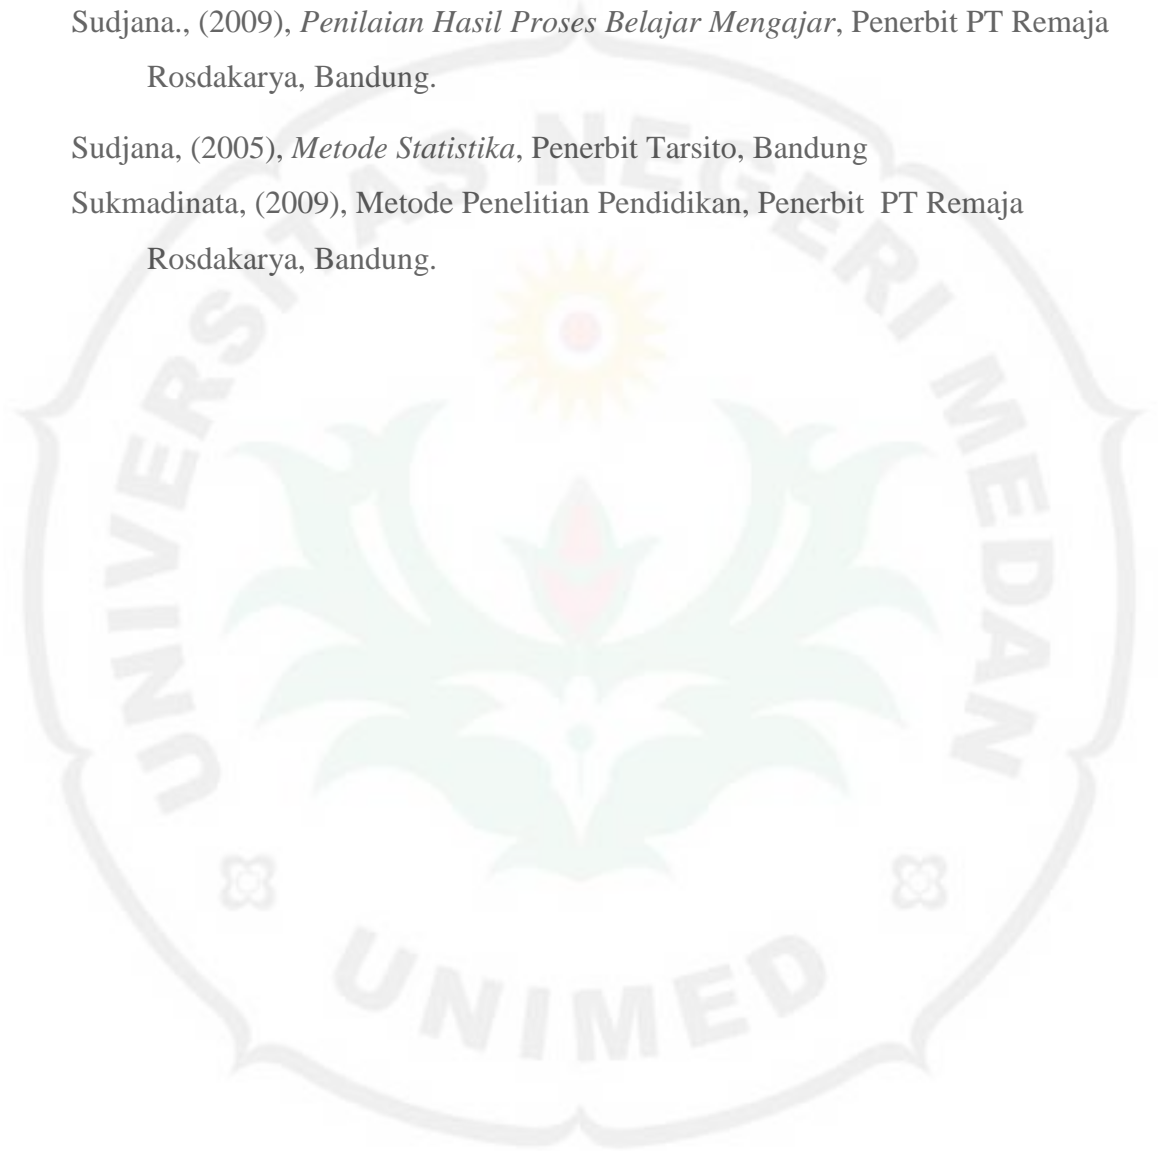 Sudjana., (2009), Penilaian Hasil Proses Belajar Mengajar, Penerbit PT Remaja
Rosdakarya, Bandung.
Sudjana, (2005), Metode Statistika, Penerbit Tarsito, Bandung
Sukmadinata, (2009), Metode Penelitian Pendidikan, Penerbit  PT Remaja
Rosdakarya, Bandung.
UNIVERSITAS NEGERI MEDAN
UNIMED